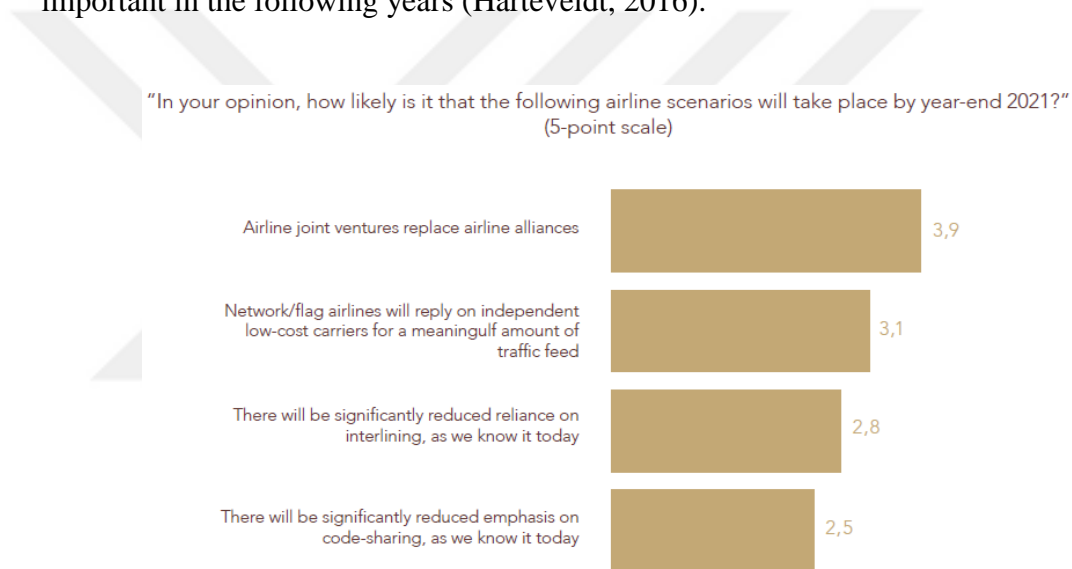 important in the following years (Harteveldt, 2016).
“In your opinion, how likely is it that the following airline scenarios will take place by year-end 2021?”
(5-point scale)
Airline joint ventures replace airline alliances
3,9
Network/flag airlines will reply on independent
low-cost carriers for a meaningulf amount of
traffic feed
3,1
There will be significantly reduced reliance on
interlining, as we know it today
2,8
There will be significantly reduced emphasis on
code-sharing, as we know it today
2,5